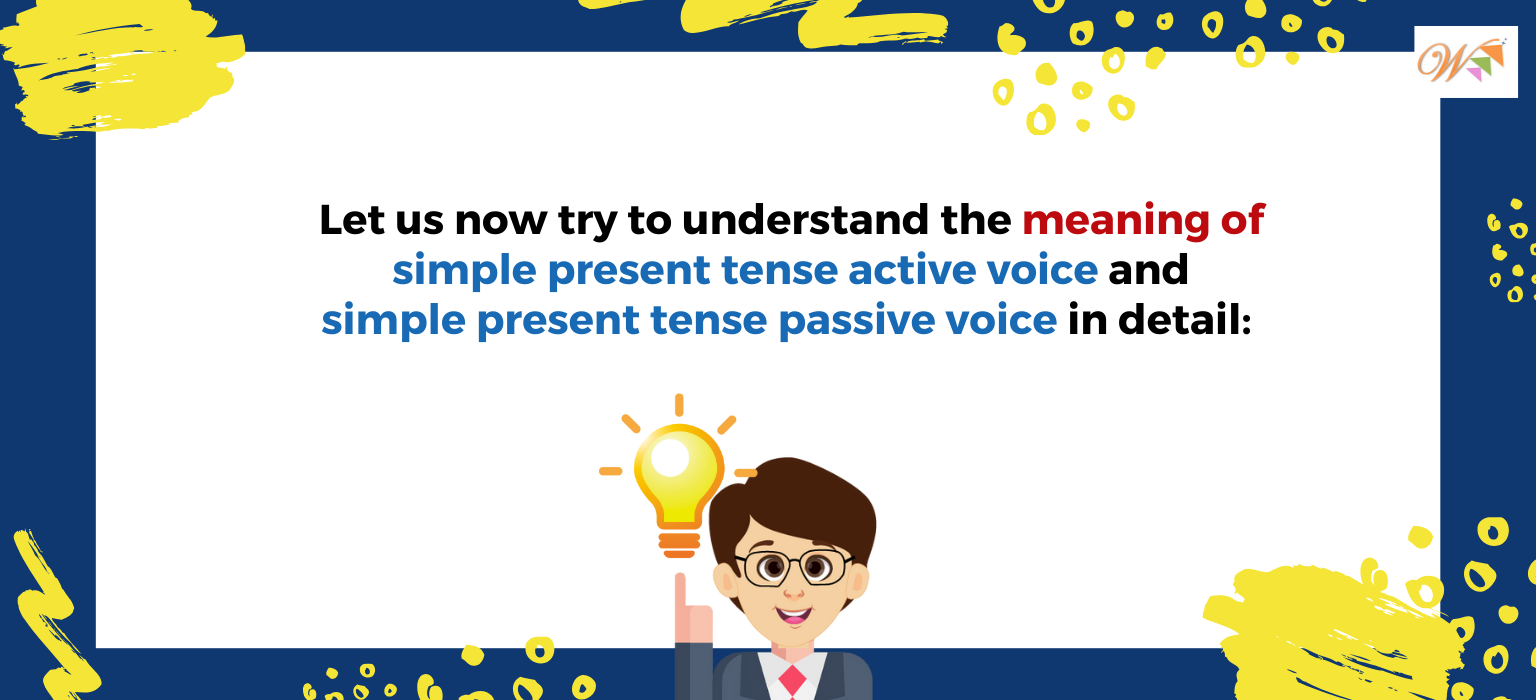 W
Let us now try to understand the meaning of
simple present tense active voice and
simple present tense passive voice in detail: